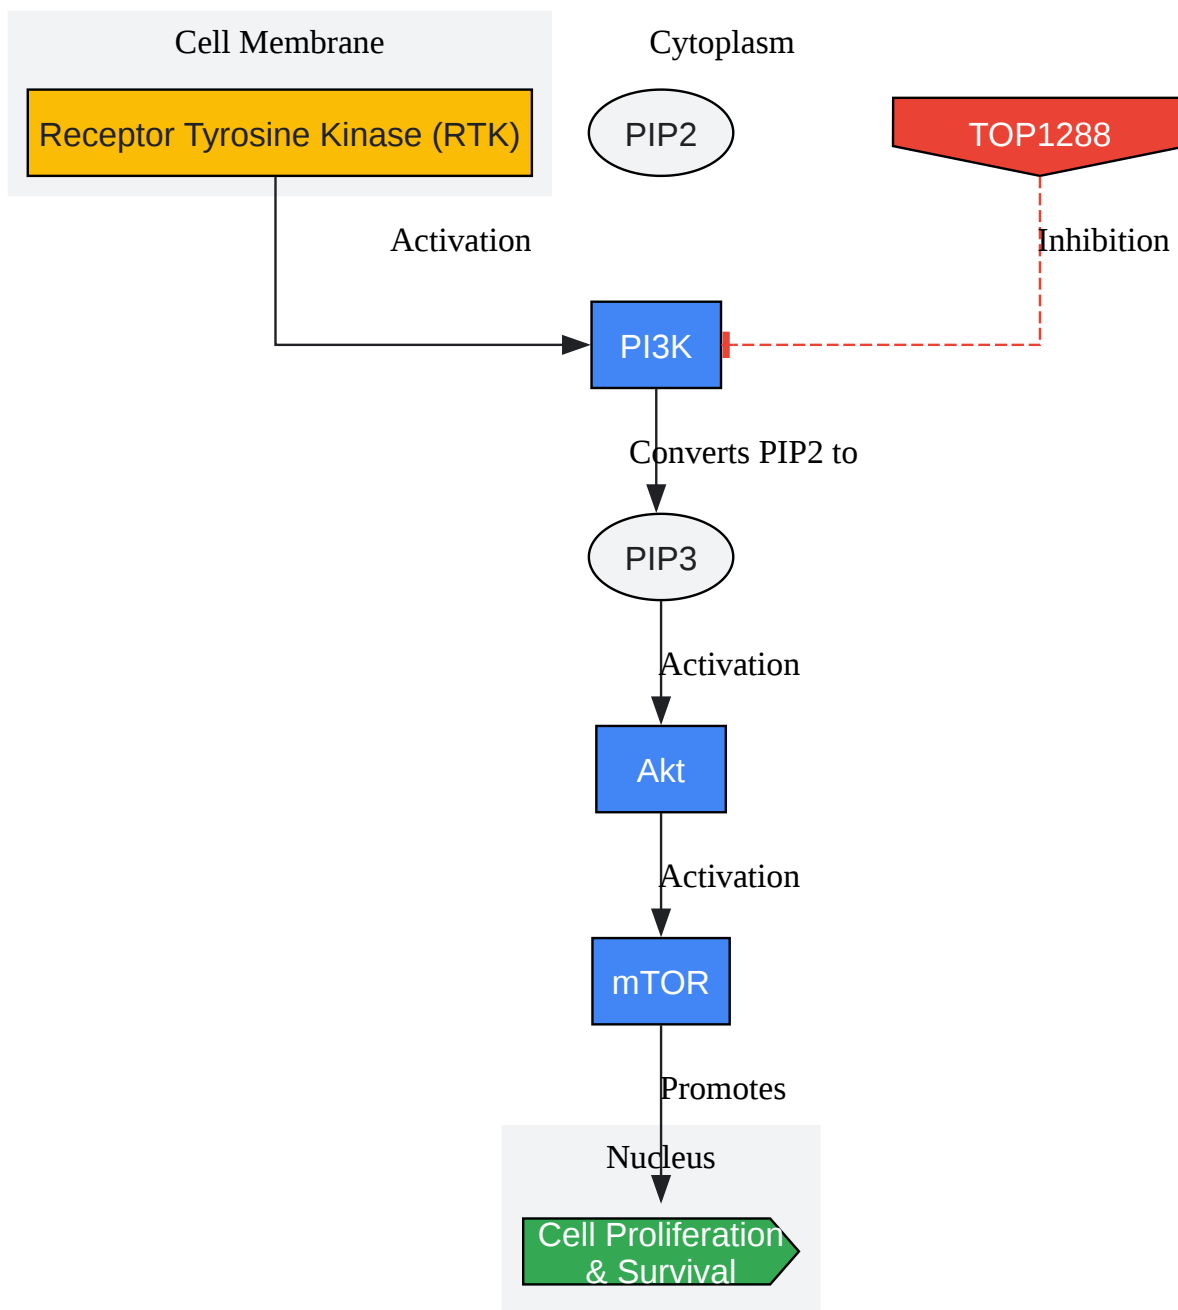 Cell Membrane
Cytoplasm
Receptor Tyrosine Kinase (RTK)
PIP2
TOP1288
Activation
Inhibition
PI3K
Converts PIP2 to
PIP3
Activation
Akt
Activation
mTOR
Promotes
Nucleus
Cell Proliferation
& Survival